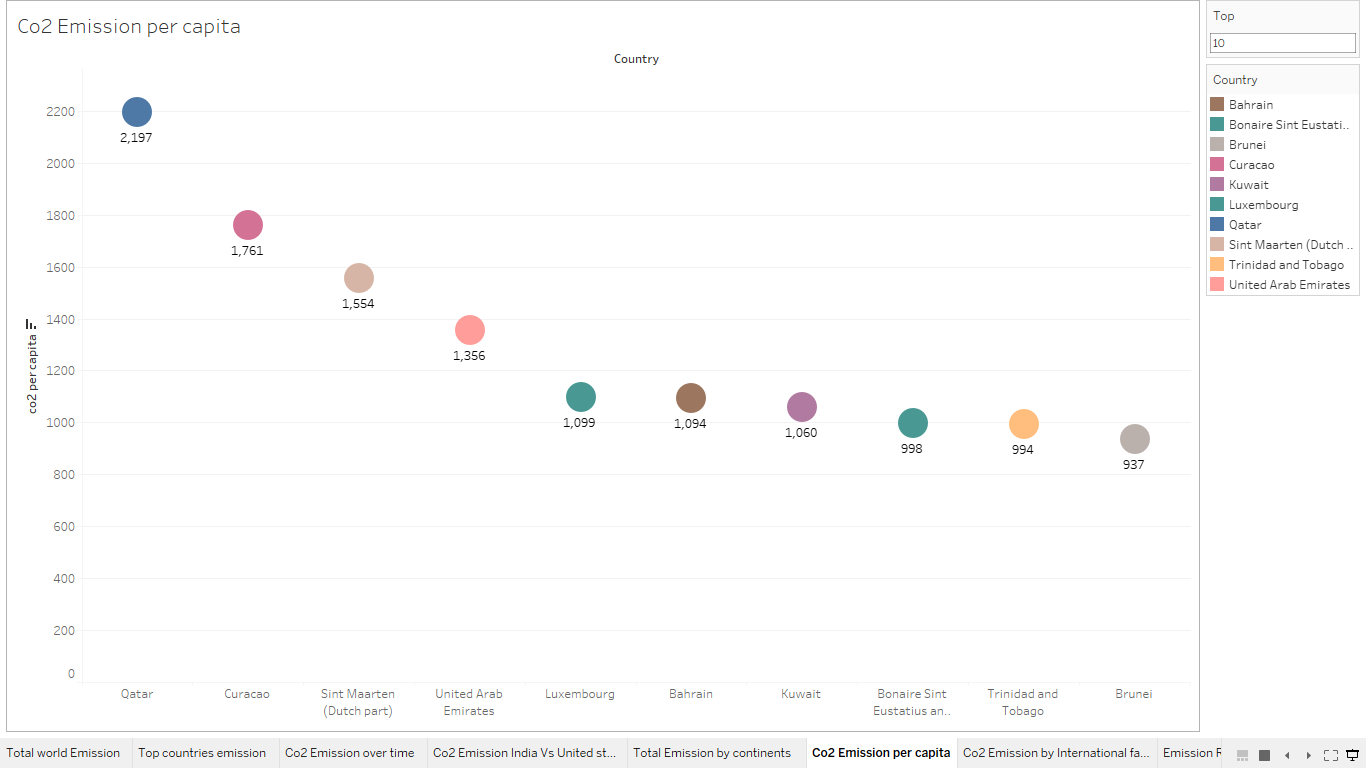 Co2 Emission per capita
Country
2200
2000
1800
1600
1400
1200
1000
800
600
400
200
0
co2 per capita
2,197
1,761
1,554
1,356
1,099
1,094
1,060
998
994
937
Qatar
Curacao
Sint Maarten
(Dutch part)
United Arab
Emirates
Luxembourg
Bahrain
Kuwait
Bonaire Sint
Eustatius an..
Trinidad and
Tobago
Brunei
Top
10
Country
Bahrain
Bonaire Sint Eustati..
Brunei
Curacao
Kuwait
Luxembourg
Qatar
Sint Maarten (Dutch ..
Trinidad and Tobago
United Arab Emirates
Total world Emission
Top countries emission
Co2 Emission over time
Co2 Emission India Vs United st...
Total Emission by continents
Co2 Emission per capita
Co2 Emission by International fa...
Emission R